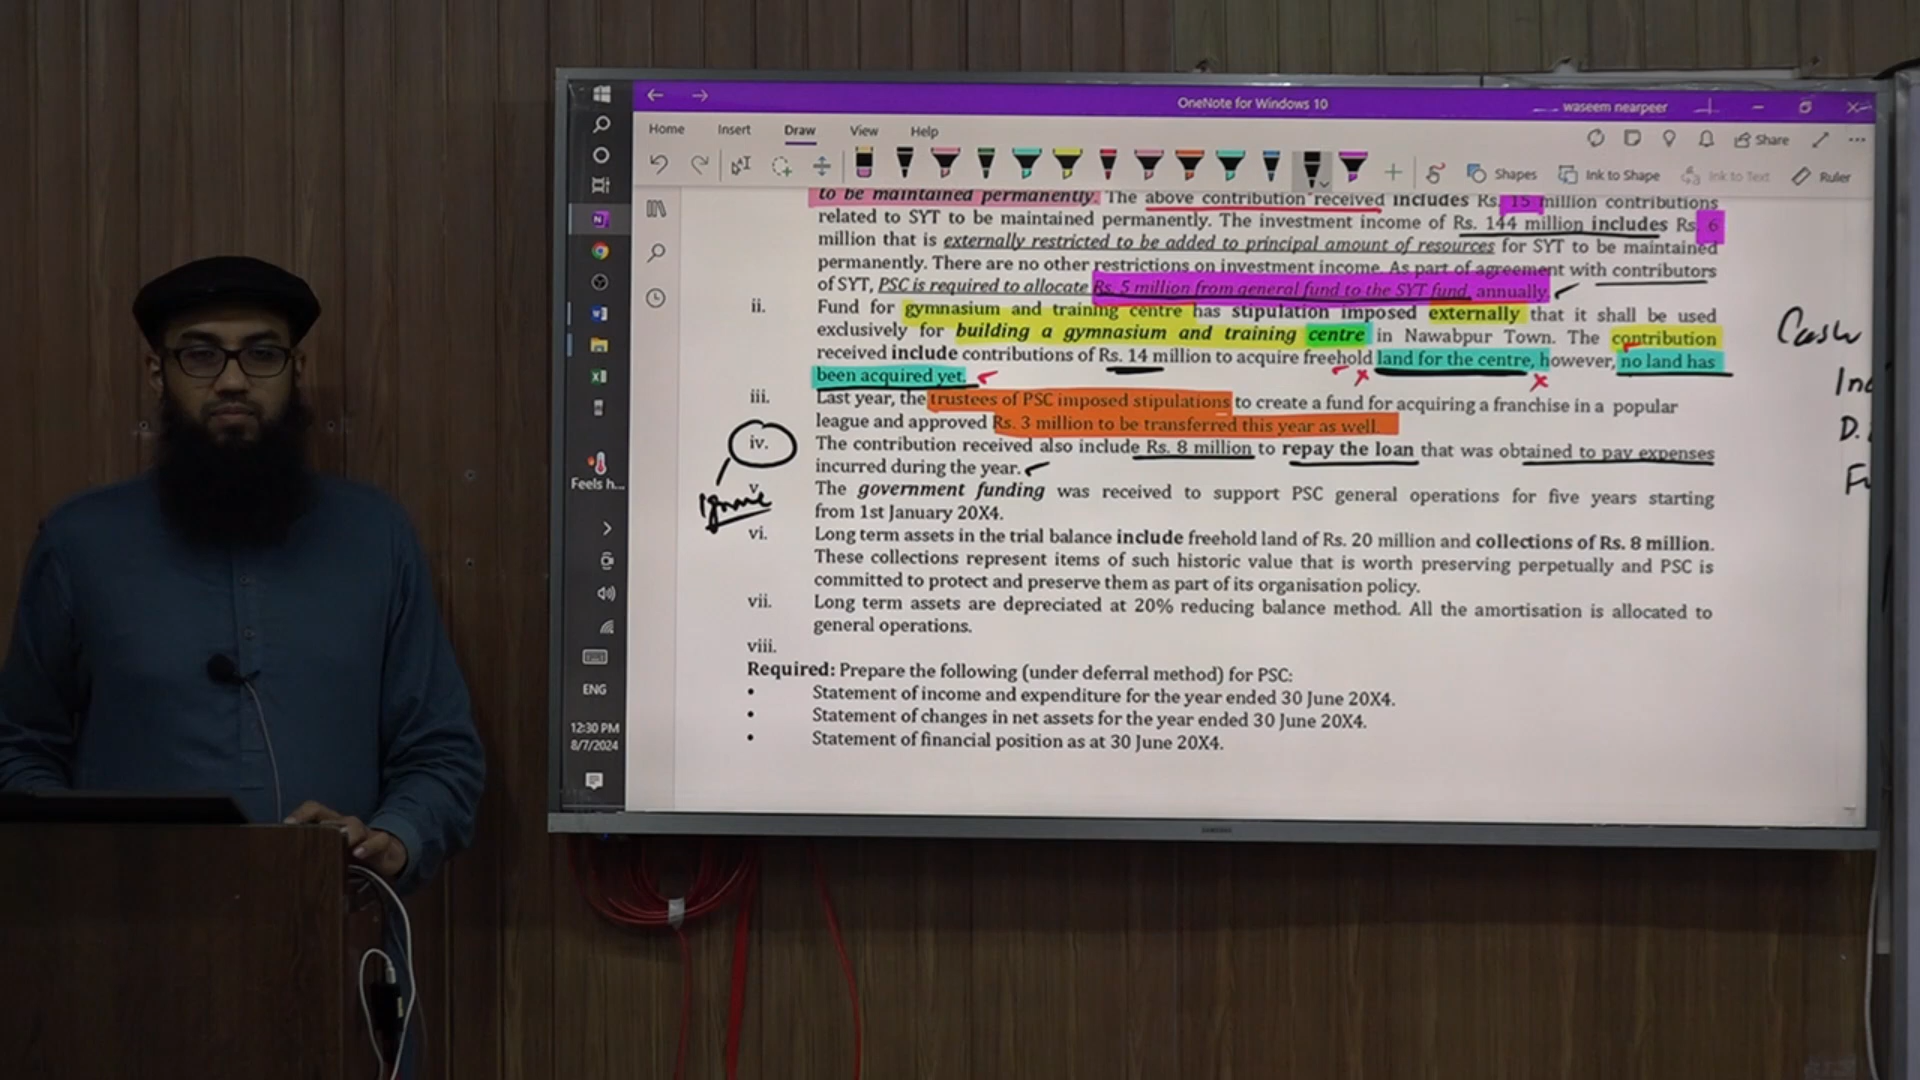 OneNote for Windows 10
waseem nearpeer
Home Insert Draw View Help
Share
Shapes Ink to Shape Ink to Text Ruler
to be maintained permanently. The above contribution received includes Rs. 15 million contributions
related to SYT to be maintained permanently. The investment income of Rs. 144 million includes Rs. 6
million that is externally restricted to be added to principal amount of resources for SYT to be maintained
permanently. There are no other restrictions on investment income. As part of agreement with contributors
of SYT, PSC is required to allocate Rs. 5 million from general fund to the SYT fund annually.
ii. Fund for gymnasium and training centre has stipulation imposed externally that it shall be used
exclusively for building a gymnasium and training centre in Nawabpur Town. The contribution
received include contributions of Rs. 14 million to acquire freehold land for the centre, however, no land has
been acquired yet.
iii. Last year, the trustees of PSC imposed stipulations to create a fund for acquiring a franchise in a popular
league and approved Rs. 3 million to be transferred this year as well.
iv. The contribution received also include Rs. 8 million to repay the loan that was obtained to pay expenses
incurred during the year.
Ignore
v. The government funding was received to support PSC general operations for five years starting
from 1st January 20X4.
vi. Long term assets in the trial balance include freehold land of Rs. 20 million and collections of Rs. 8 million.
These collections represent items of such historic value that is worth preserving perpetually and PSC is
committed to protect and preserve them as part of its organisation policy.
vii. Long term assets are depreciated at 20% reducing balance method. All the amortisation is allocated to
general operations.
viii.
Required: Prepare the following (under deferral method) for PSC:
• Statement of income and expenditure for the year ended 30 June 20X4.
• Statement of changes in net assets for the year ended 30 June 20X4.
• Statement of financial position as at 30 June 20X4.
Cash
Inc
D.
Feels h...
ENG
12:30 PM
8/7/2024
SAMSUNG